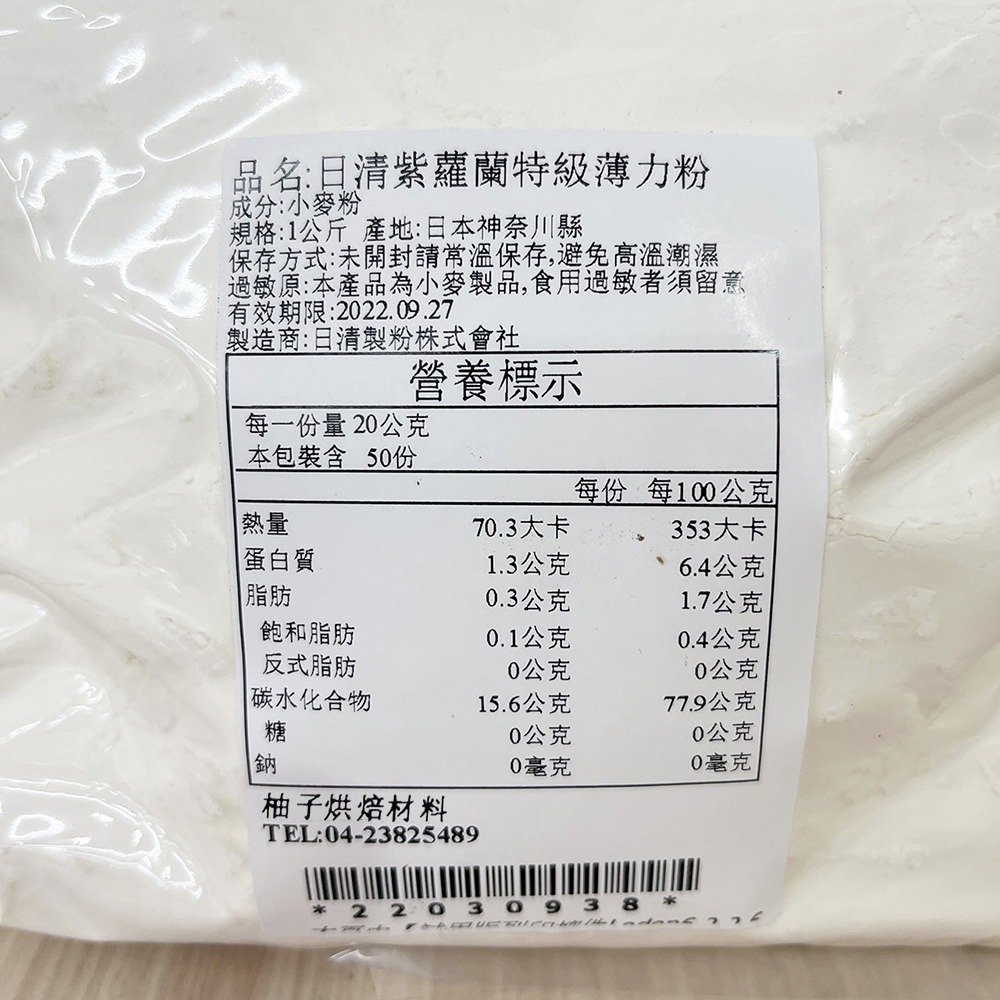 品名:日清紫蘿蘭特級薄力粉
成分:小麥粉
規格:1公斤 產地:日本神奈川縣
保存方式:未開封請常溫保存,避免高溫潮濕
過敏原:本產品為小麥製品,食用過敏者須留意
有效期限:2022.09.27
製造商:日清製粉株式會社
營養標示
每一份量 20公克
本包裝含 50份
每份 每100公克
熱量 70.3大卡 353大卡
蛋白質 1.3公克 6.4公克
脂肪 0.3公克 1.7公克
飽和脂肪 0.1公克 0.4公克
反式脂肪 0公克 0公克
碳水化合物 15.6公克 77.9公克
糖 0公克 0公克
鈉 0毫克 0毫克
柚子烘焙材料
TEL:04-23825489
* 2 2 0 3 0 9 3 8 *